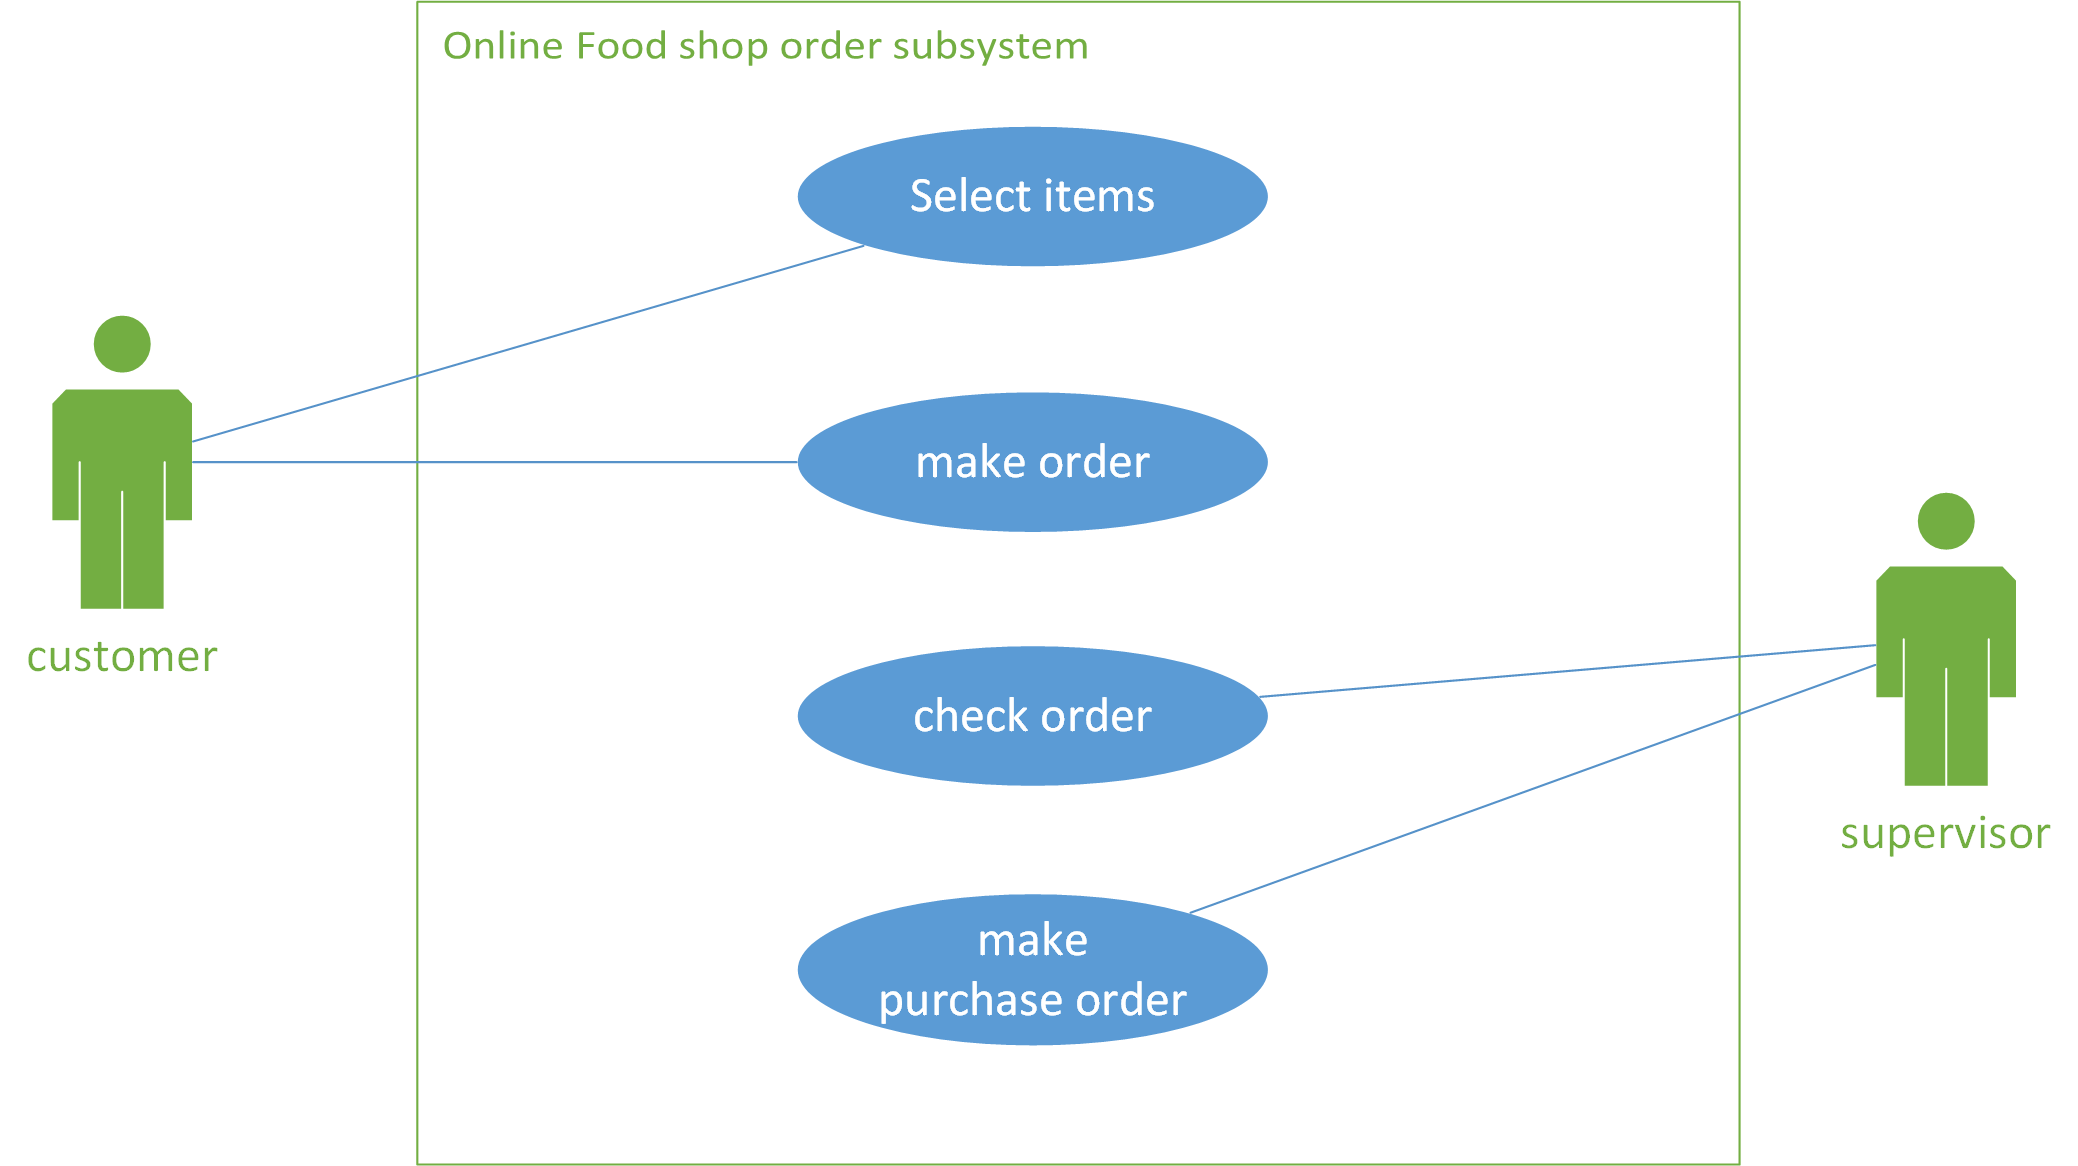 Online Food shop order subsystem
Select items
make order
customer
check order
supervisor
make
purchase order